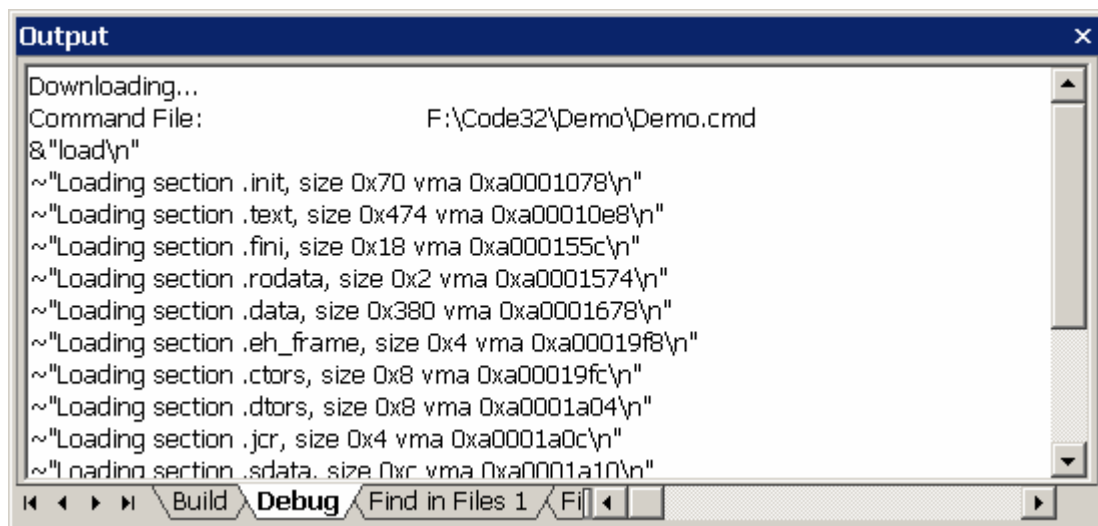 Output
Downloading...
Command File: F:\Code32\Demo\Demo.cmd
&"load\n"
~"Loading section .init, size 0x70 vma 0xa0001078\n"
~"Loading section .text, size 0x474 vma 0xa00010e8\n"
~"Loading section .fini, size 0x18 vma 0xa000155c\n"
~"Loading section .rodata, size 0x2 vma 0xa0001574\n"
~"Loading section .data, size 0x380 vma 0xa0001678\n"
~"Loading section .eh_frame, size 0x4 vma 0xa00019f8\n"
~"Loading section .ctors, size 0x8 vma 0xa00019fc\n"
~"Loading section .dtors, size 0x8 vma 0xa0001a04\n"
~"Loading section .jcr, size 0x4 vma 0xa0001a0c\n"
~"Loading section .sdata, size 0xc vma 0xa0001a10\n"
Build Debug Find in Files 1 Fi